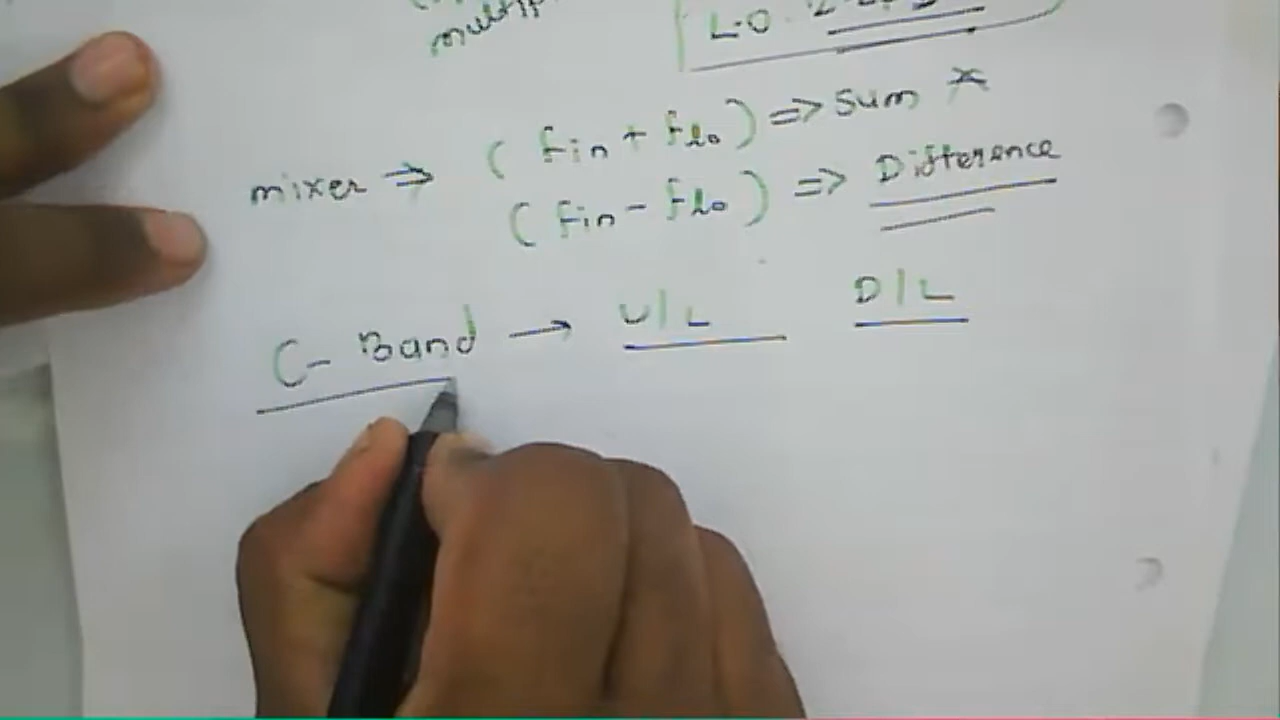 L.O.
mixer => (fin + flo) => Sum x
(fin - flo) => Difference
C-Band → U/L D/L